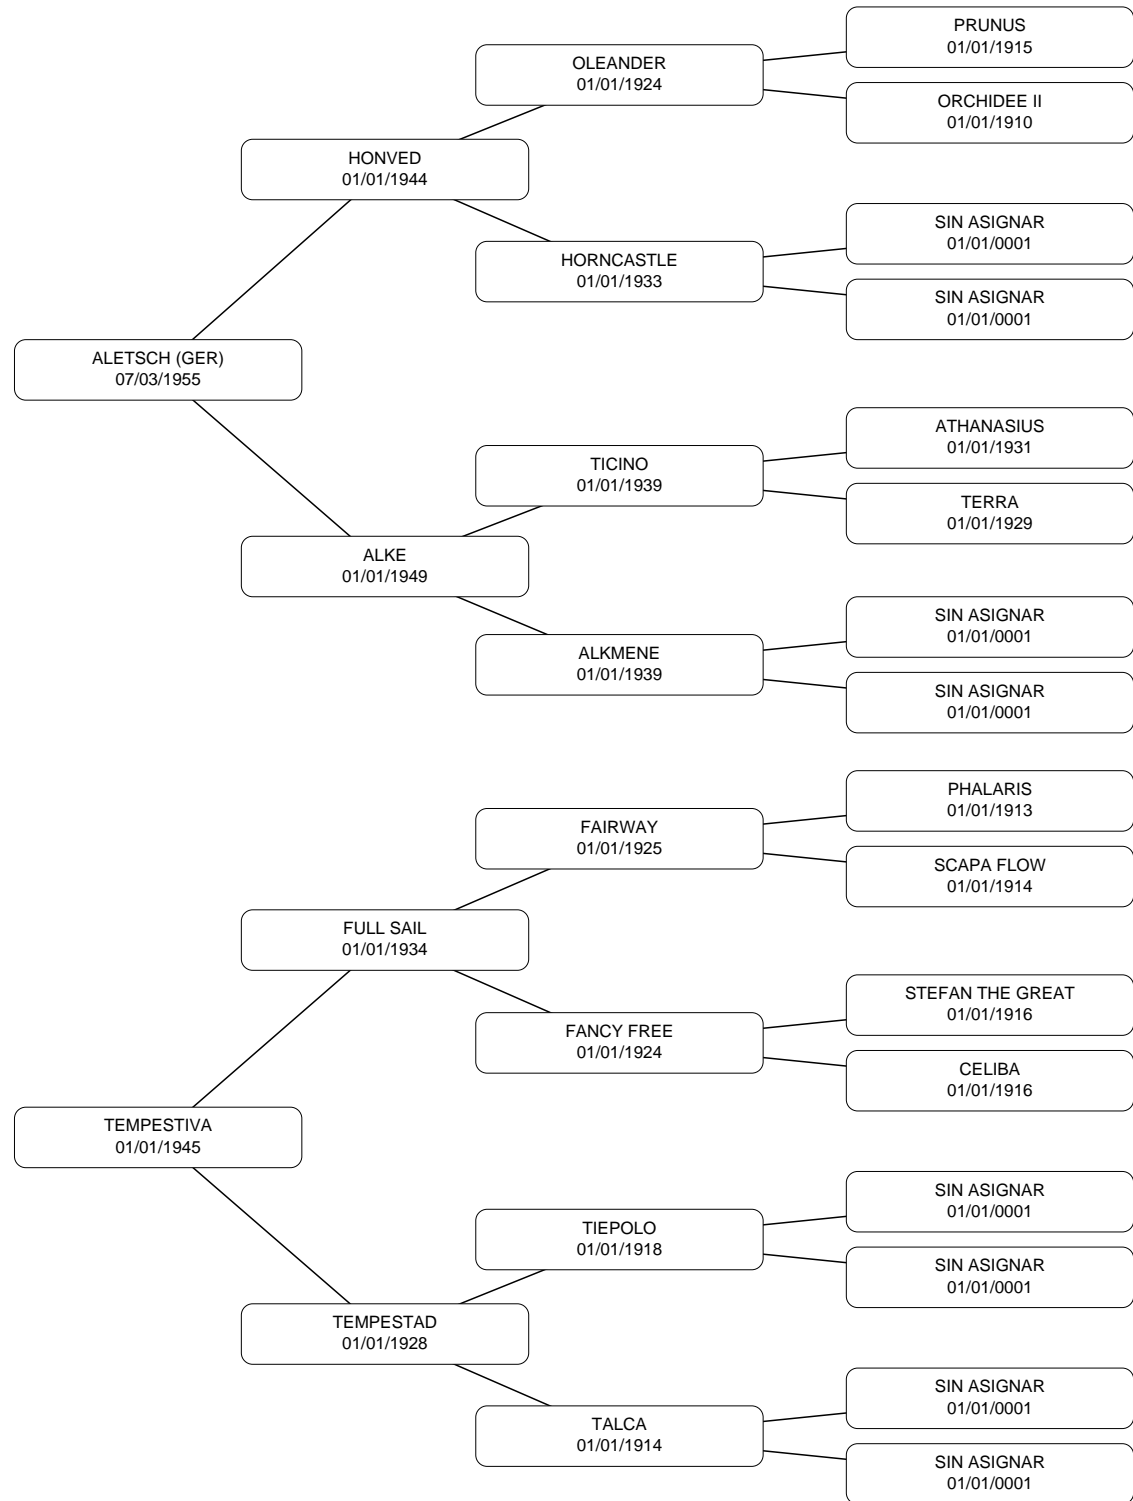 PRUNUS
01/01/1915
OLEANDER
01/01/1924
ORCHIDEE II
01/01/1910
HONVED
01/01/1944
SIN ASIGNAR
01/01/0001
HORNCASTLE
01/01/1933
SIN ASIGNAR
01/01/0001
ALETSCH (GER)
07/03/1955
ATHANASIUS
01/01/1931
TICINO
01/01/1939
TERRA
01/01/1929
ALKE
01/01/1949
SIN ASIGNAR
01/01/0001
ALKMENE
01/01/1939
SIN ASIGNAR
01/01/0001
PHALARIS
01/01/1913
FAIRWAY
01/01/1925
SCAPA FLOW
01/01/1914
FULL SAIL
01/01/1934
STEFAN THE GREAT
01/01/1916
FANCY FREE
01/01/1924
CELIBA
01/01/1916
TEMPESTIVA
01/01/1945
SIN ASIGNAR
01/01/0001
TIEPOLO
01/01/1918
SIN ASIGNAR
01/01/0001
TEMPESTAD
01/01/1928
SIN ASIGNAR
01/01/0001
TALCA
01/01/1914
SIN ASIGNAR
01/01/0001